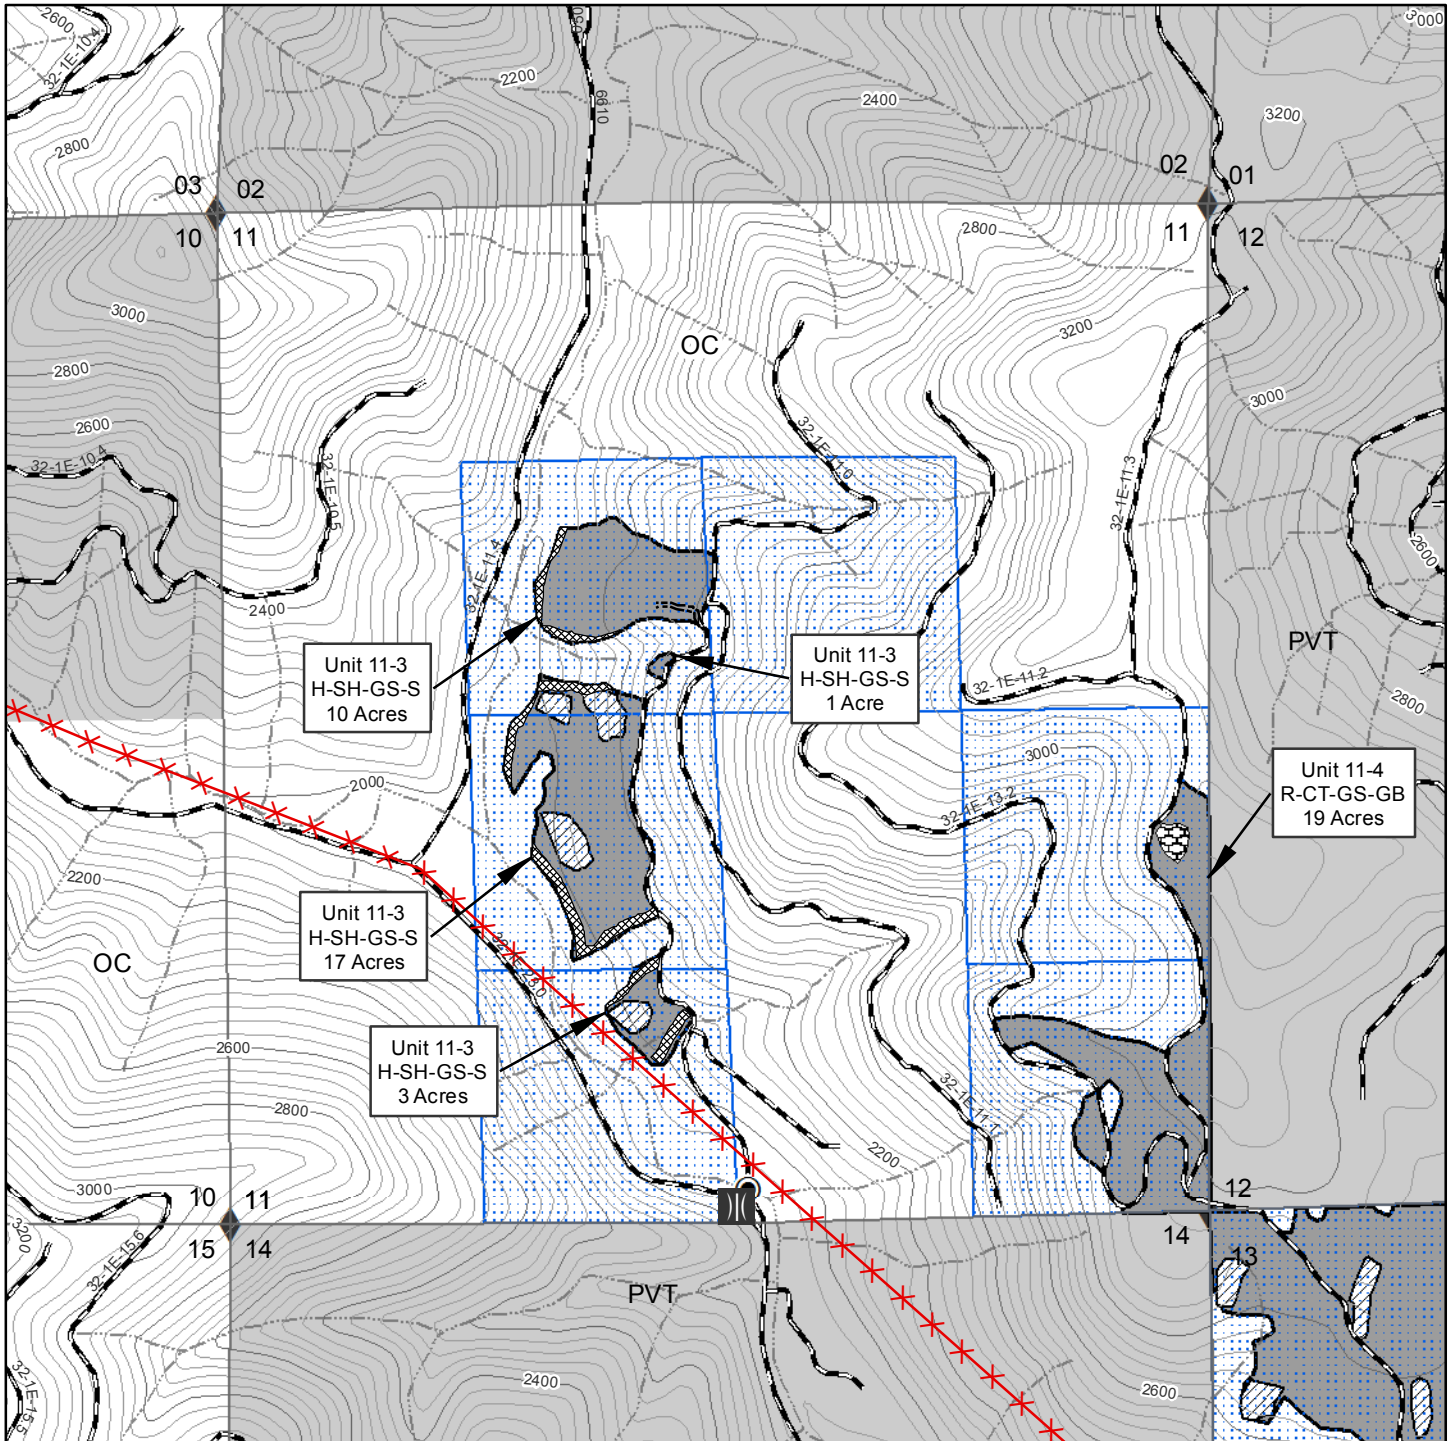 2600
32-1E-10.4
2200
6610
2400
3200
3000
2800
03
02
02
01
10
11
11
12
2800
3000
OC
3200
2800
3000
2600
32-1E-10.4
32-1E-10.5
32-1E-11.0
32-1E-11.3
2600
32-1E-11.4
2400
PVT
Unit 11-3
H-SH-GS-S
10 Acres
Unit 11-3
H-SH-GS-S
1 Acre
32-1E-11.2
2800
3000
2000
32-1E-13.2
Unit 11-4
R-CT-GS-GB
19 Acres
2200
Unit 11-3
H-SH-GS-S
17 Acres
OC
2600
Unit 11-3
H-SH-GS-S
3 Acres
32-1E-11.1
2800
2200
3000
10
11
12
15
14
14
13
3200
32-1E-15.6
PVT
2400
2600
32-1E-15.5